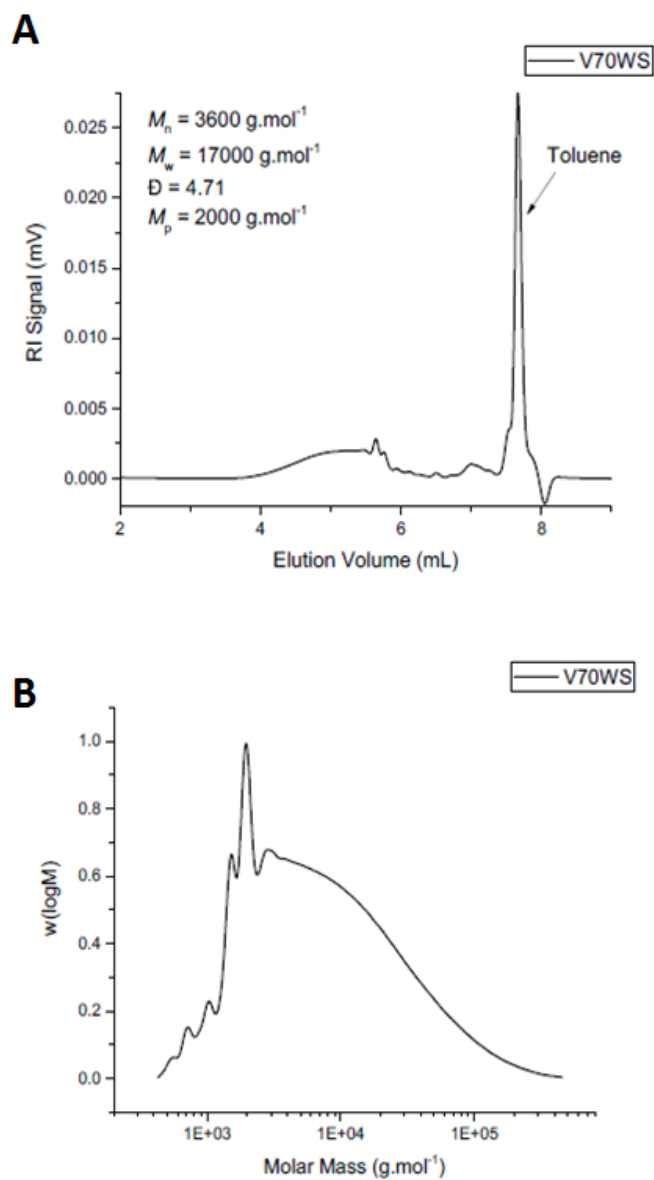 A
V70WS
Mn = 3600 g.mol-1
Mw = 17000 g.mol-1
Đ = 4.71
Mp = 2000 g.mol-1
Toluene
0.025
0.020
0.015
0.010
0.005
0.000
RI Signal (mV)
2 4 6 8
Elution Volume (mL)
B
V70WS
1.0
0.8
0.6
0.4
0.2
0.0
w(logM)
1E+03 1E+04 1E+05
Molar Mass (g.mol-1)